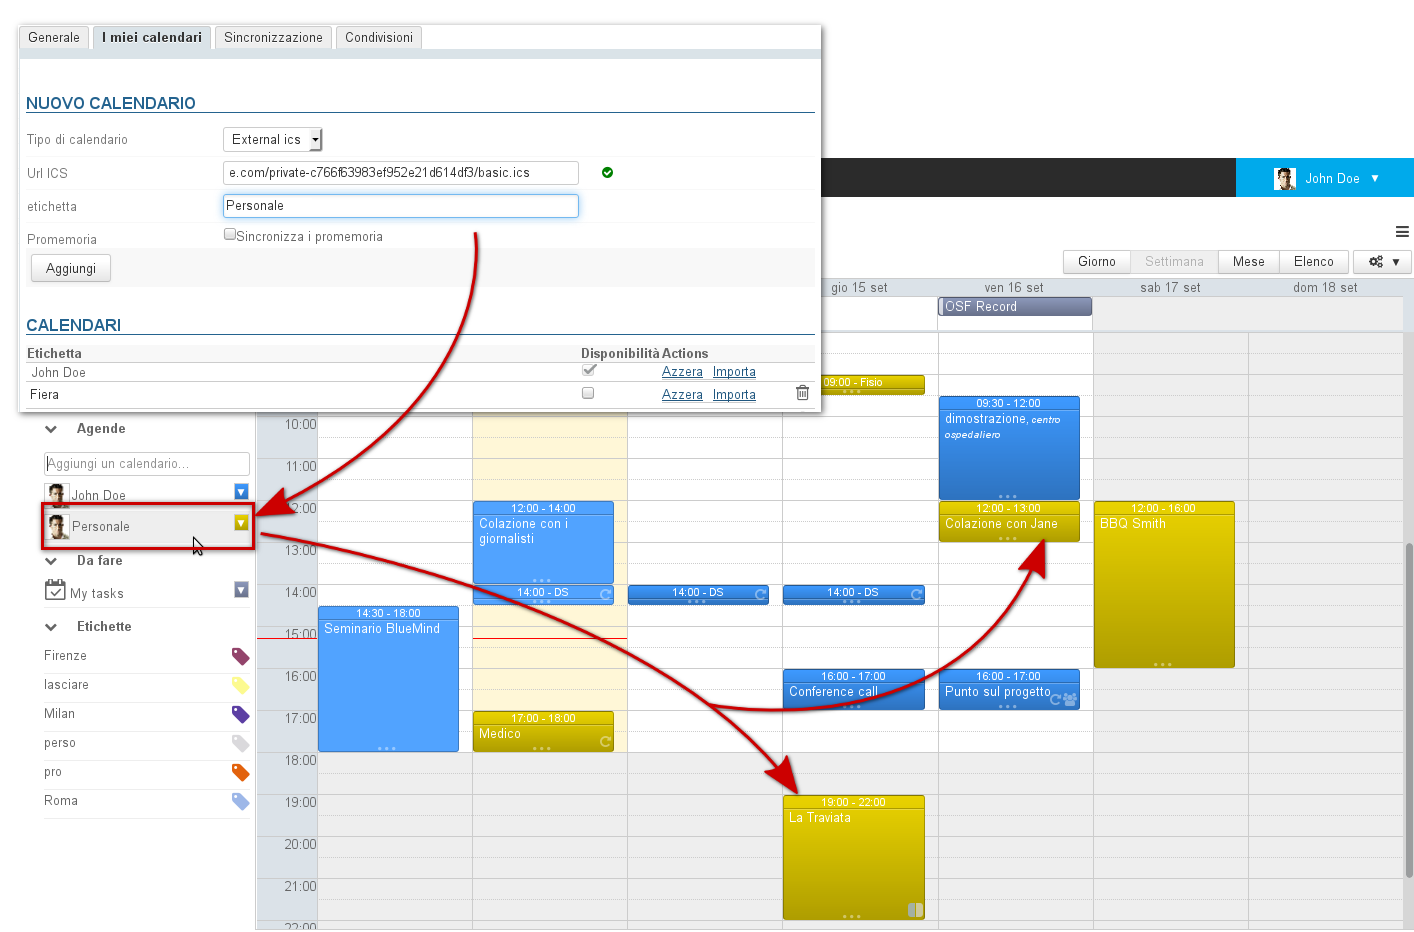 Generale I miei calendari Sincronizzazione Condivisioni
NUOVO CALENDARIO
Tipo di calendario External ics
Url ICS e.com/private-c766f63983ef952e21d614df3/basic.ics
etichetta Personale
Promemoria Sincronizza i promemoria
Aggiungi
CALENDARI
Etichetta Disponibilità Actions
John Doe Azzera Importa
Fiera Azzera Importa
John Doe
Giorno Settimana Mese Elenco
gio 15 set ven 16 set sab 17 set dom 18 set
OSF Record
09:00 - Fisio
09:30 - 12:00
dimostrazione, centro
ospedaliero
Agende
Aggiungi un calendario...
John Doe
Personale
Da fare
My tasks
Etichette
Firenze
lasciare
Milan
perso
pro
Roma
10:00
11:00
12:00
13:00
14:00
15:00
16:00
17:00
18:00
19:00
20:00
21:00
22:00
14:30 - 18:00
Seminario BlueMind
12:00 - 14:00
Colazione con i
giornalisti
14:00 - DS
17:00 - 18:00
Medico
14:00 - DS
14:00 - DS
16:00 - 17:00
Conference call
19:00 - 22:00
La Traviata
12:00 - 13:00
Colazione con Jane
16:00 - 17:00
Punto sul progetto
12:00 - 16:00
BBQ Smith